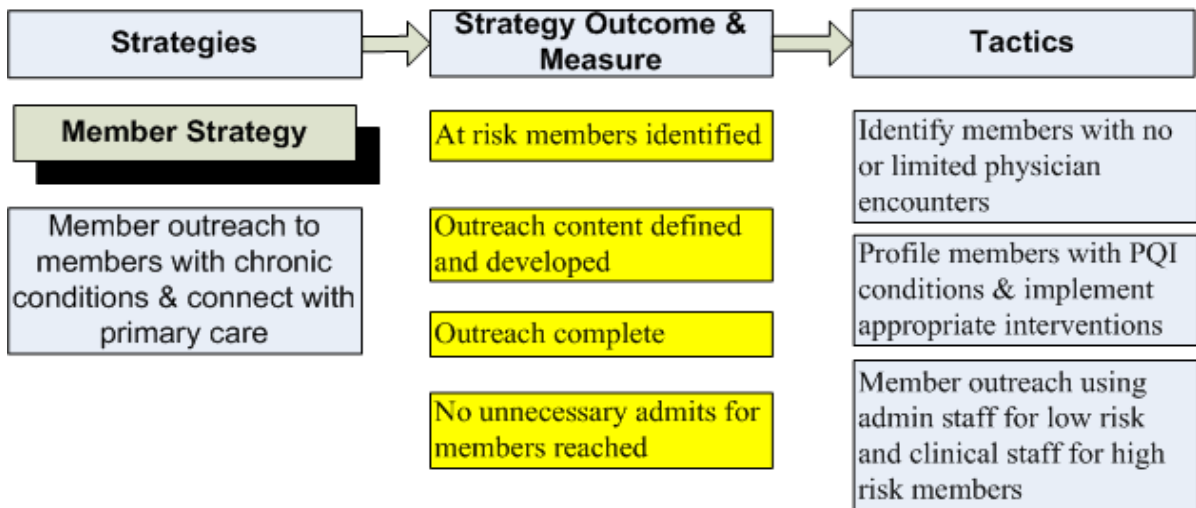 Strategies
Strategy Outcome &
Measure
Tactics
Member Strategy
Member outreach to
members with chronic
conditions & connect with
primary care
At risk members identified
Outreach content defined
and developed
Outreach complete
No unnecessary admits for
members reached
Identify members with no
or limited physician
encounters
Profile members with PQI
conditions & implement
appropriate interventions
Member outreach using
admin staff for low risk
and clinical staff for high
risk members